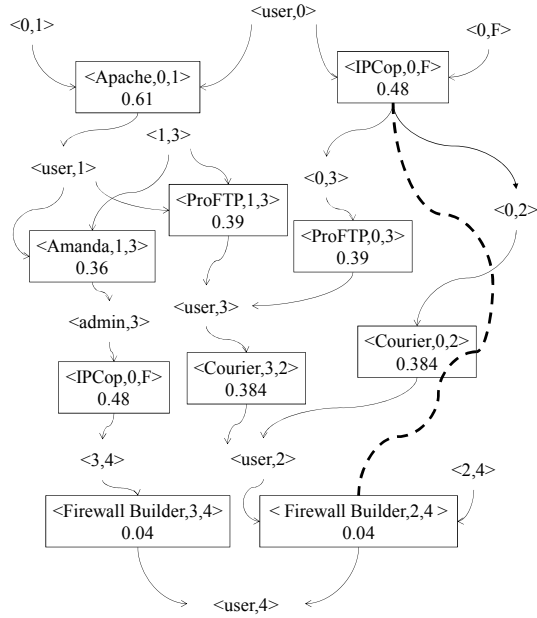 <user,0>
<0,1>
<0,F>
<Apache,0,1>
0.61
<IPCop,0,F>
0.48
<1,3>
<user,1>
<0,3>
<ProFTP,1,3>
0.39
<0,2>
<Amanda,1,3>
0.36
<ProFTP,0,3>
0.39
<user,3>
<admin,3>
<Courier,0,2>
0.384
<IPCop,0,F>
0.48
<Courier,3,2>
0.384
<3,4>
<user,2>
<2,4>
<Firewall Builder,3,4>
0.04
< Firewall Builder,2,4 >
0.04
<user,4>